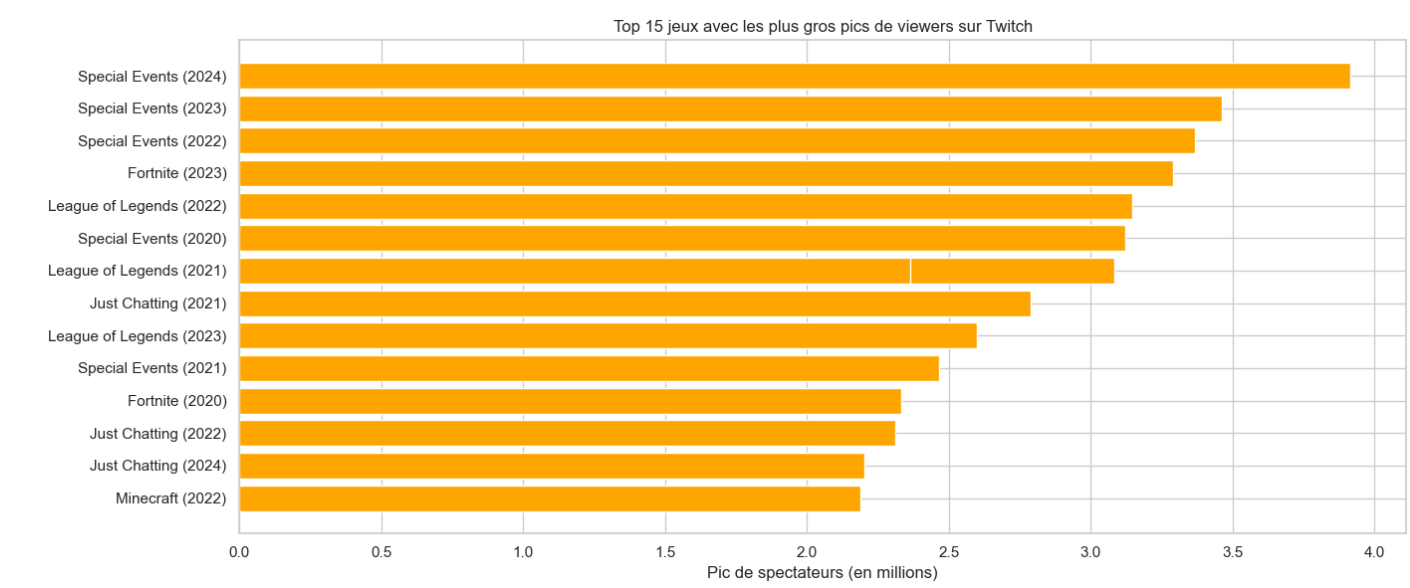 Top 15 jeux avec les plus gros pics de viewers sur Twitch
Special Events (2024)
Special Events (2023)
Special Events (2022)
Fortnite (2023)
League of Legends (2022)
Special Events (2020)
League of Legends (2021)
Just Chatting (2021)
League of Legends (2023)
Special Events (2021)
Fortnite (2020)
Just Chatting (2022)
Just Chatting (2024)
Minecraft (2022)
0.0 0.5 1.0 1.5 2.0 2.5 3.0 3.5 4.0
Pic de spectateurs (en millions)